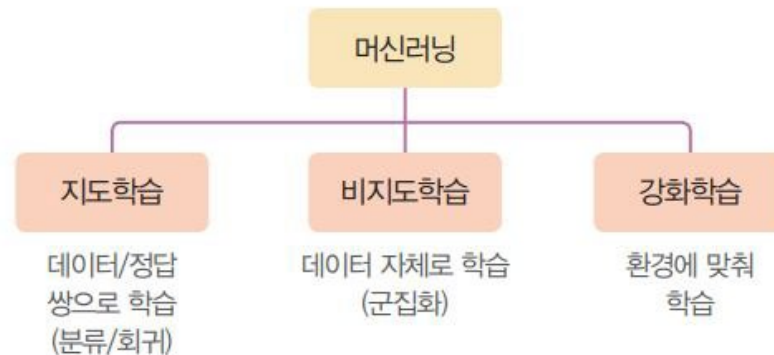 머신러닝
지도학습
데이터/정답
쌍으로 학습
(분류/회귀)
비지도학습
데이터 자체로 학습
(군집화)
강화학습
환경에 맞춰
학습